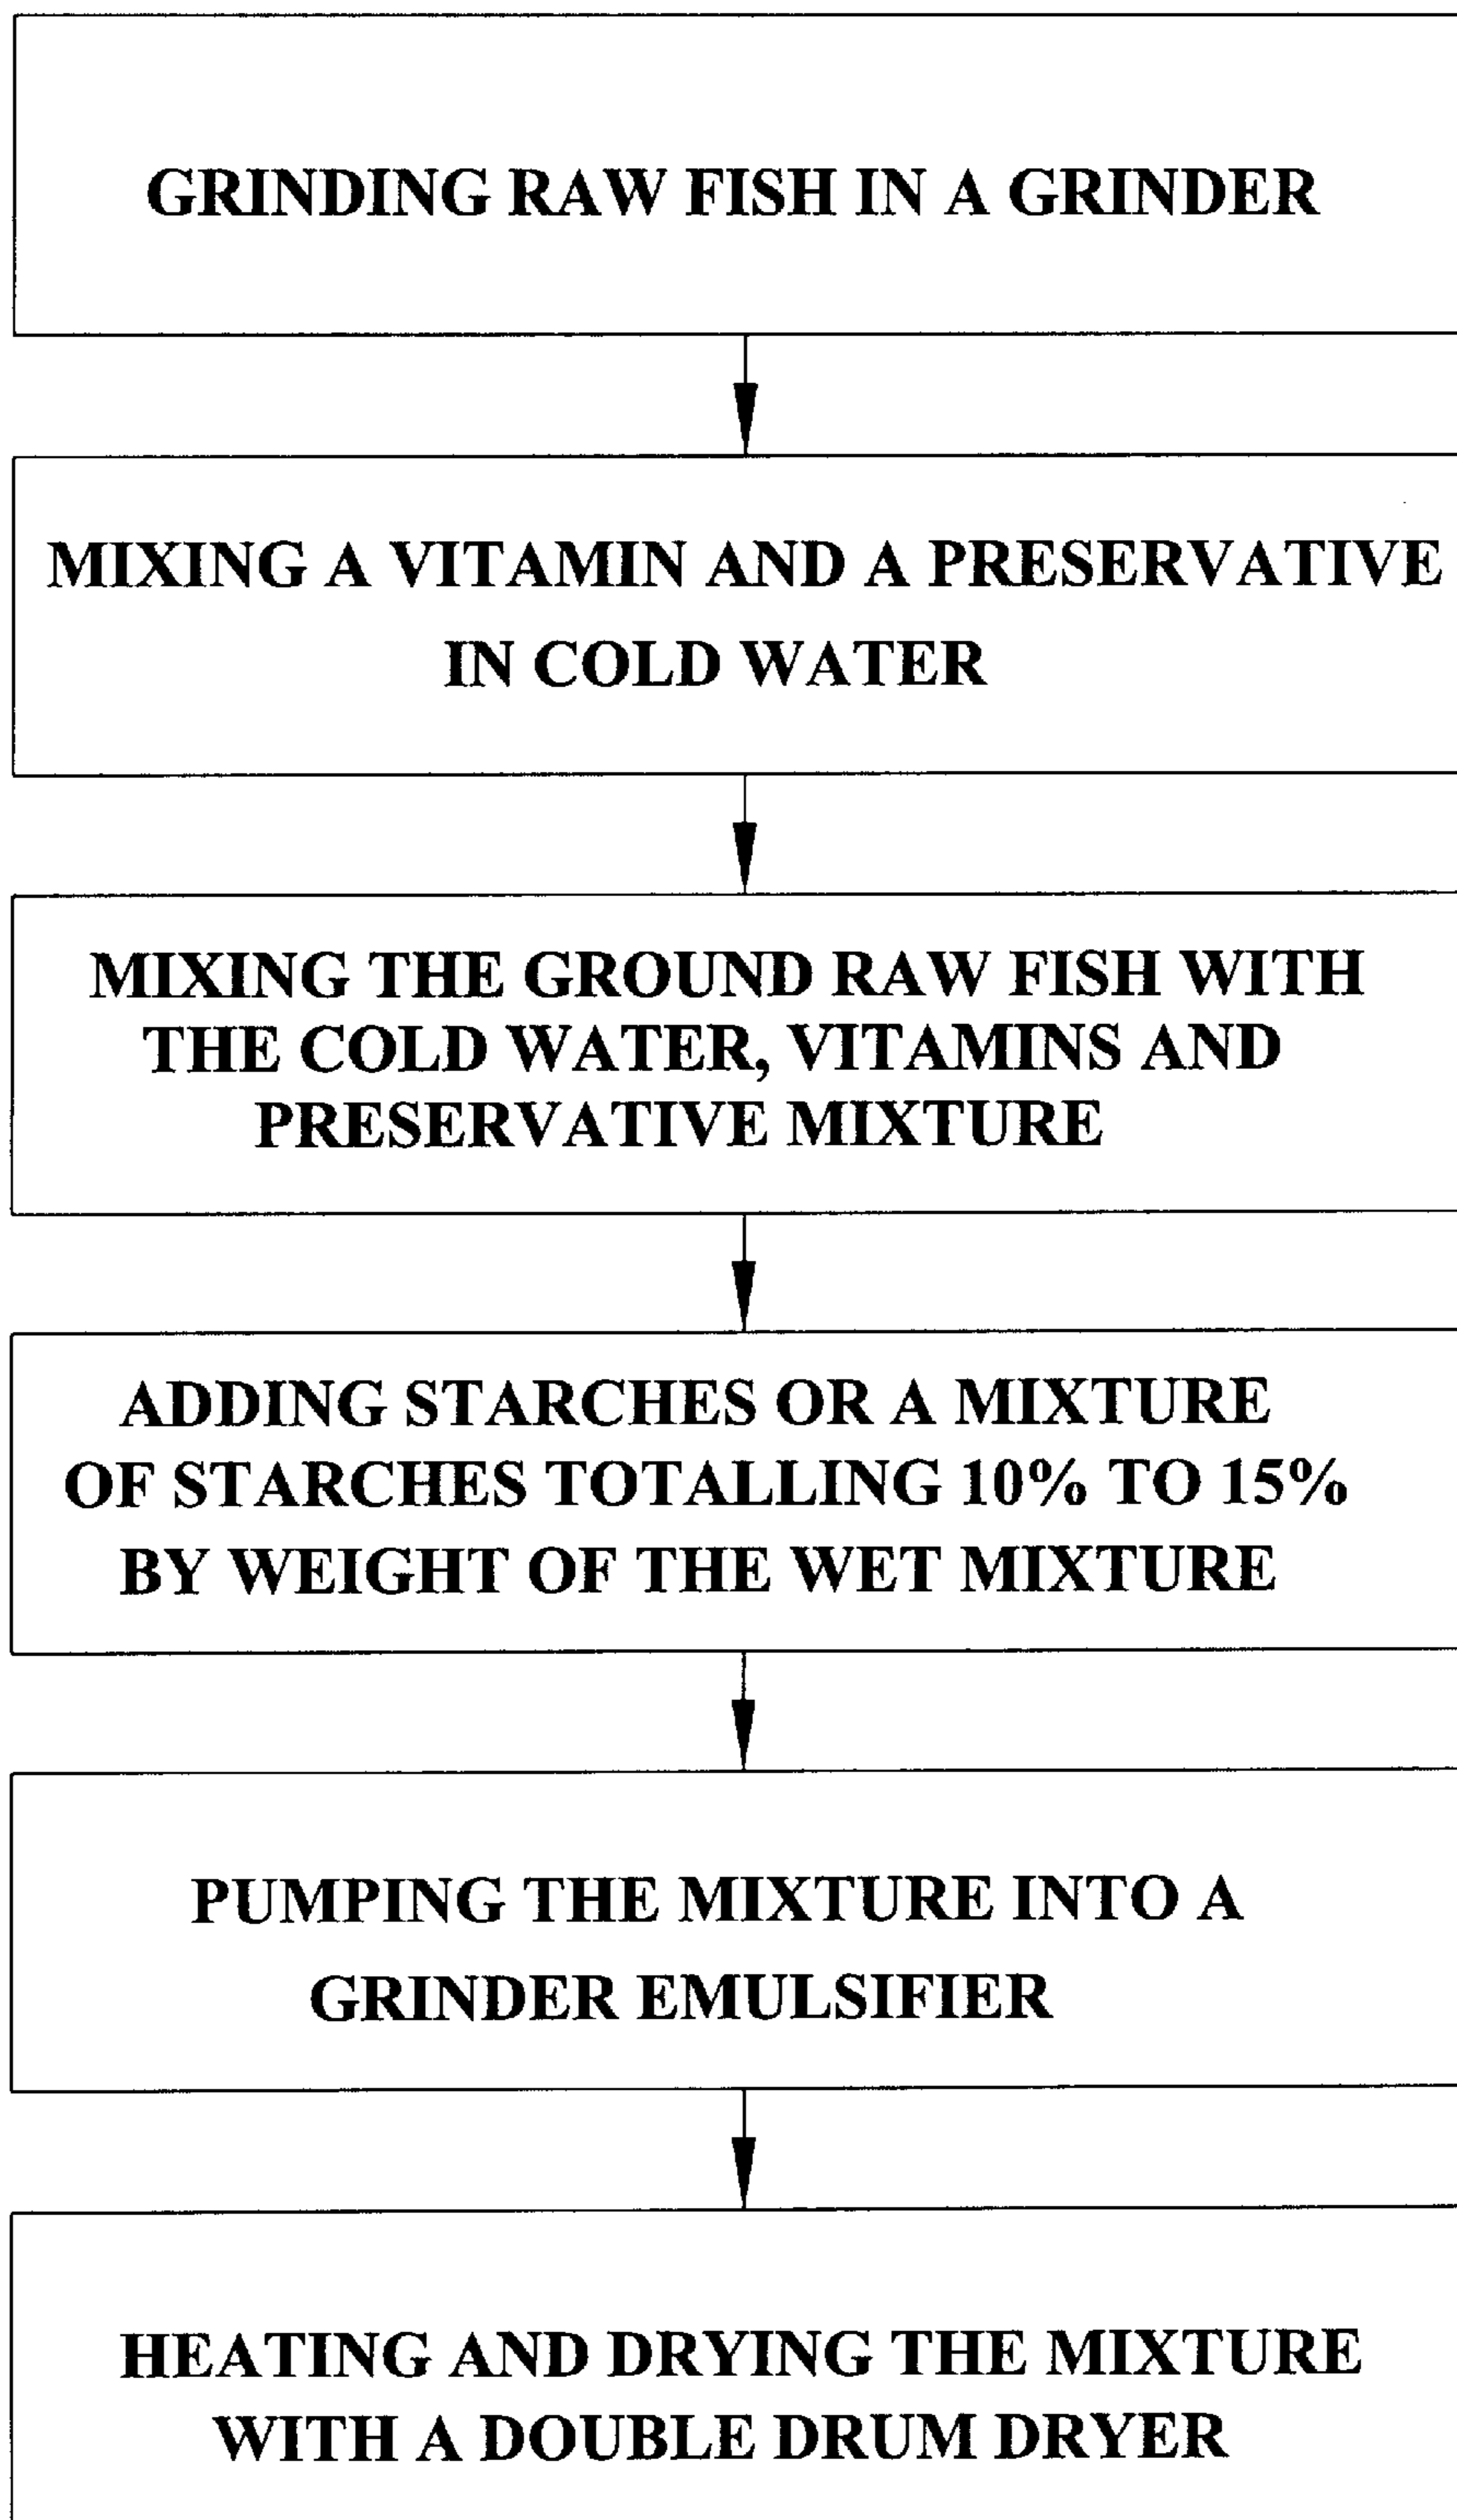 GRINDING RAW FISH IN A GRINDER
MIXING A VITAMIN AND A PRESERVATIVE
IN COLD WATER
MIXING THE GROUND RAW FISH WITH
THE COLD WATER, VITAMINS AND
PRESERVATIVE MIXTURE
ADDING STARCHES OR A MIXTURE
OF STARCHES TOTALLING 10% TO 15%
BY WEIGHT OF THE WET MIXTURE
PUMPING THE MIXTURE INTO A
GRINDER EMULSIFIER
HEATING AND DRYING THE MIXTURE
WITH A DOUBLE DRUM DRYER